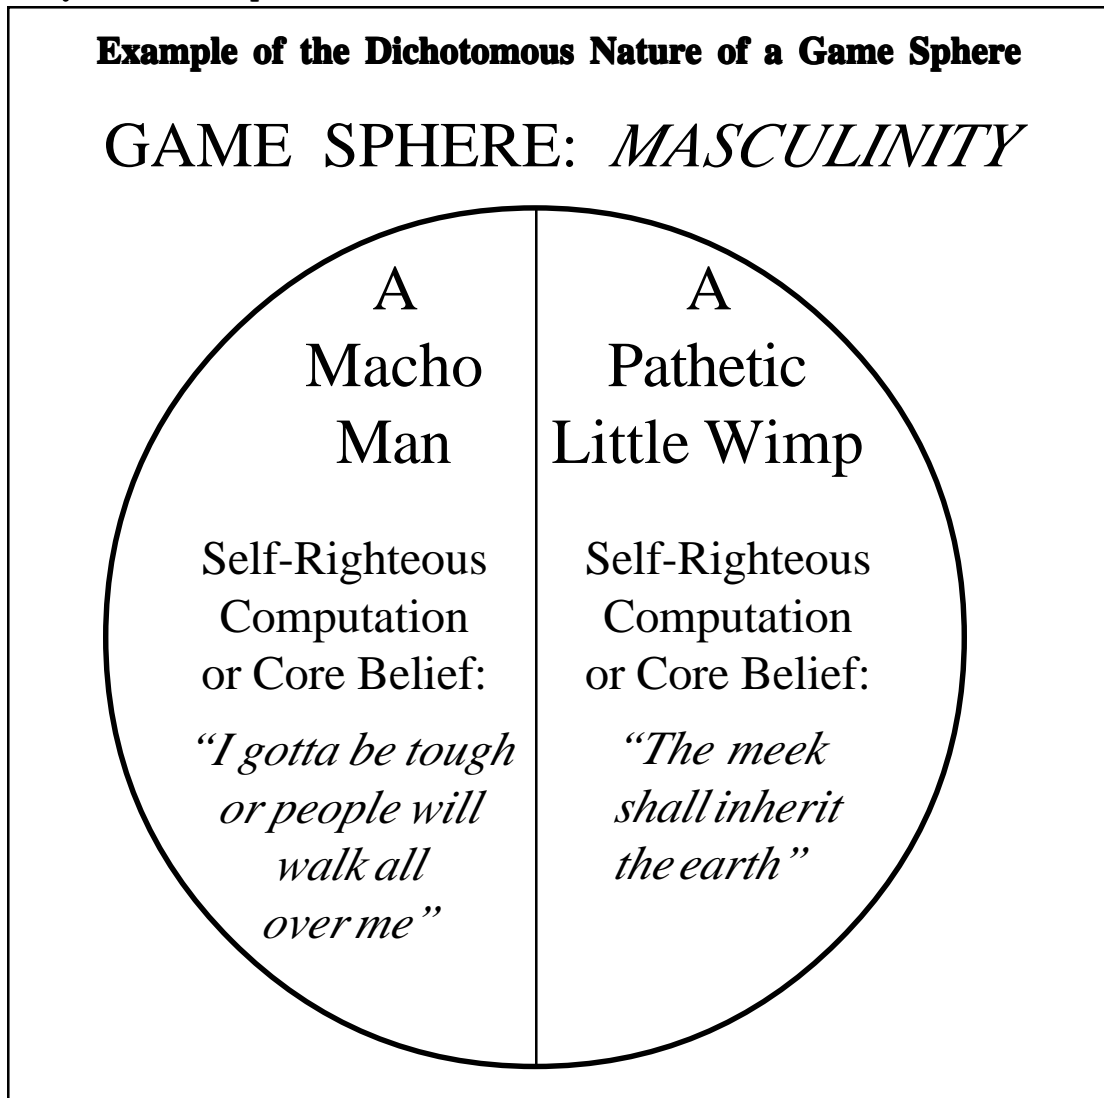 Example of the Dichotomous Nature of a Game Sphere
GAME SPHERE: MASCULINITY
A
Macho
Man
Self-Righteous
Computation
or Core Belief:
“I gotta be tough
or people will
walk all
over me”
A
Pathetic
Little Wimp
Self-Righteous
Computation
or Core Belief:
“The meek
shall inherit
the earth”